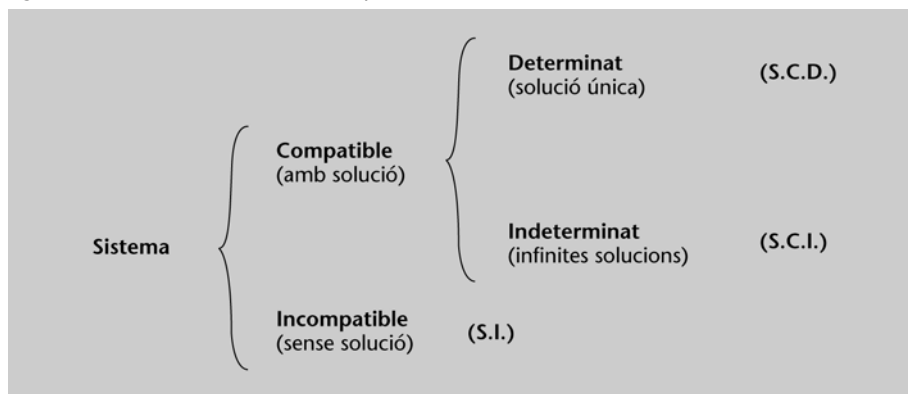 Determinat
(solució única)
(S.C.D.)
Compatible
(amb solució)
Indeterminat
(infinites solucions)
(S.C.I.)
Sistema
Incompatible
(sense solució)
(S.I.)